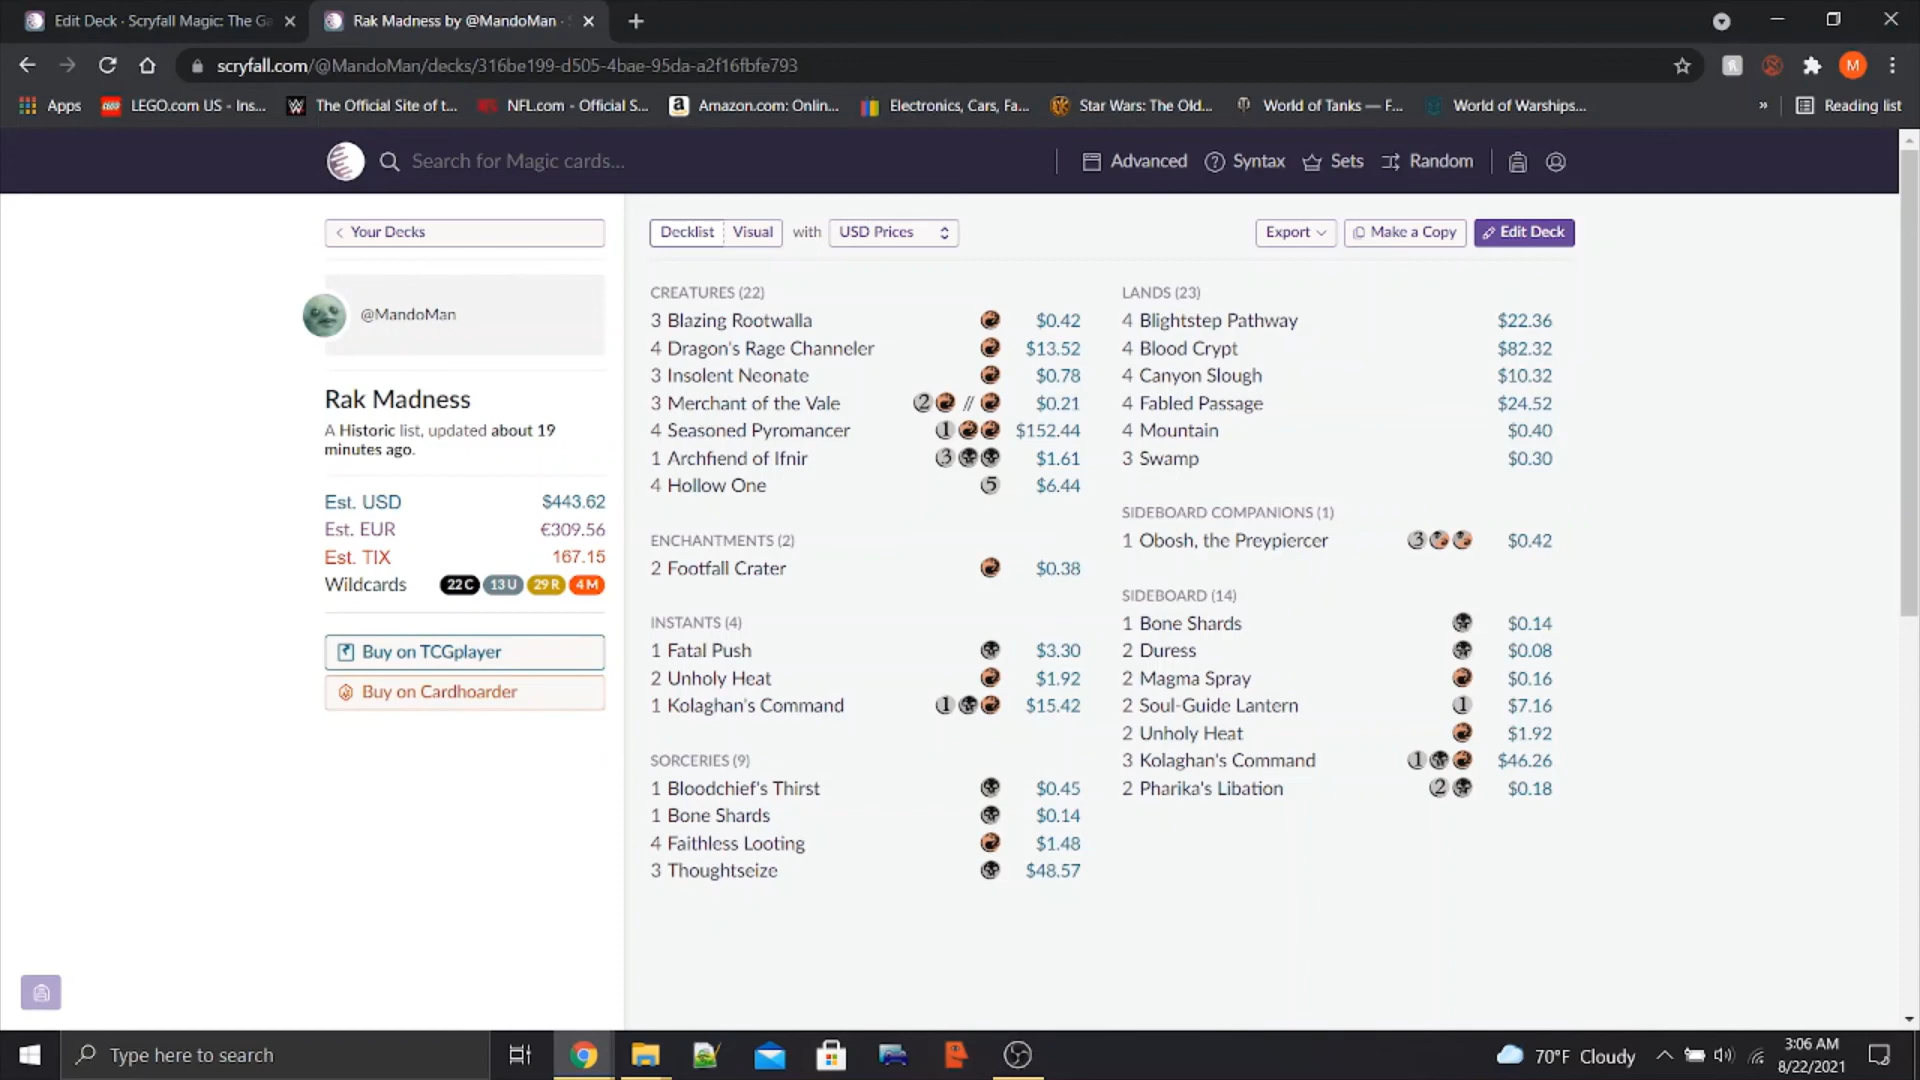 Edit Deck · Scryfall Magic: The Ga
Rak Madness by @MandoMan · S
scryfall.com/@MandoMan/decks/316be199-d505-4bae-95da-a2f16fbfe793
M
Apps
LEGO.com US - Ins...
The Official Site of t...
NFL.com - Official S...
Amazon.com: Onlin...
Electronics, Cars, Fa...
Star Wars: The Old...
World of Tanks — F...
World of Warships...
»
Reading list
Search for Magic cards...
Advanced
Syntax
Sets
Random
Your Decks
@MandoMan
Rak Madness
A Historic list, updated about 19
minutes ago.
Est. USD $443.62
Est. EUR €309.56
Est. TIX 167.15
Wildcards 22 C 13 U 29 R 4 M
Buy on TCGplayer
Buy on Cardhoarder
Decklist Visual with USD Prices
Export
Make a Copy
Edit Deck
CREATURES (22)
3 Blazing Rootwalla $0.42
4 Dragon's Rage Channeler $13.52
3 Insolent Neonate $0.78
3 Merchant of the Vale 2 // $0.21
4 Seasoned Pyromancer 1 $152.44
1 Archfiend of Ifnir 3 $1.61
4 Hollow One 5 $6.44
ENCHANTMENTS (2)
2 Footfall Crater $0.38
INSTANTS (4)
1 Fatal Push $3.30
2 Unholy Heat $1.92
1 Kolaghan's Command 1 $15.42
SORCERIES (9)
1 Bloodchief's Thirst $0.45
1 Bone Shards $0.14
4 Faithless Looting $1.48
3 Thoughtseize $48.57
LANDS (23)
4 Blightstep Pathway $22.36
4 Blood Crypt $82.32
4 Canyon Slough $10.32
4 Fabled Passage $24.52
4 Mountain $0.40
3 Swamp $0.30
SIDEBOARD COMPANIONS (1)
1 Obosh, the Preypiercer 3 $0.42
SIDEBOARD (14)
1 Bone Shards $0.14
2 Duress $0.08
2 Magma Spray $0.16
2 Soul-Guide Lantern 1 $7.16
2 Unholy Heat $1.92
3 Kolaghan's Command 1 $46.26
2 Pharika's Libation 2 $0.18
Type here to search
70°F Cloudy
3:06 AM
8/22/2021